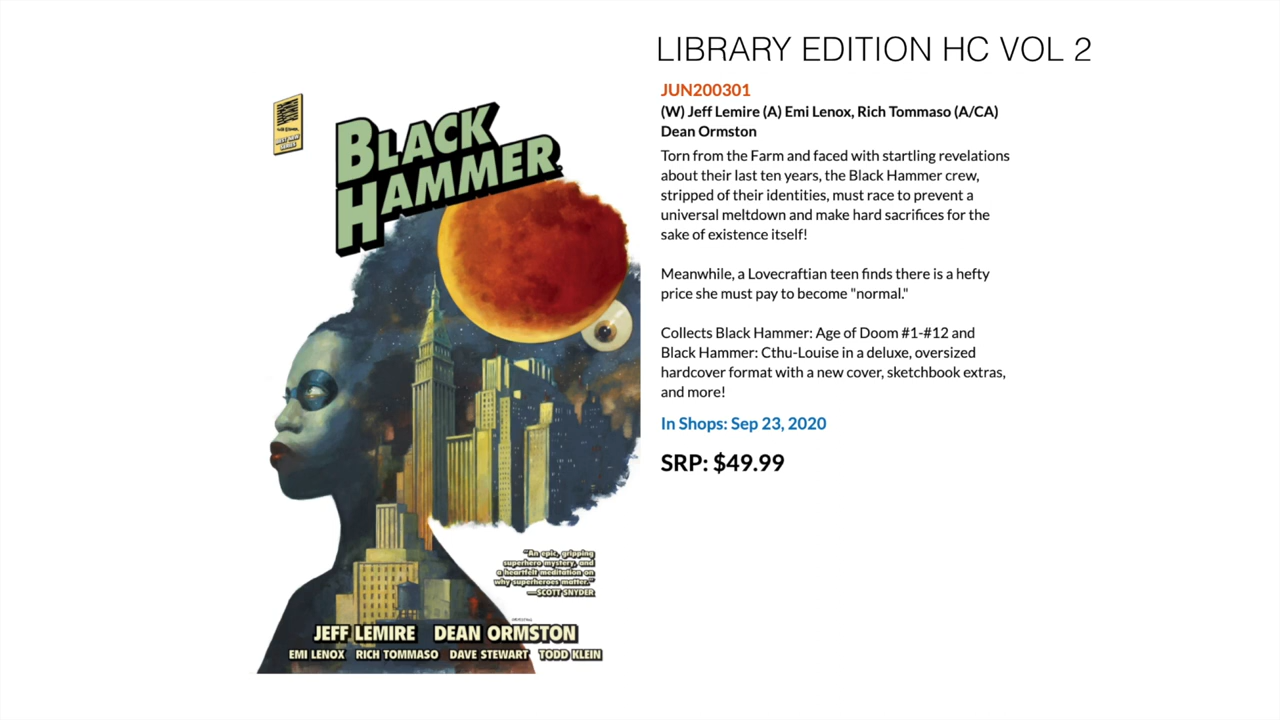 LIBRARY EDITION HC VOL 2
JUN200301
(W) Jeff Lemire (A) Emi Lenox, Rich Tommaso (A/CA)
Dean Ormston
Torn from the Farm and faced with startling revelations
about their last ten years, the Black Hammer crew,
stripped of their identities, must race to prevent a
universal meltdown and make hard sacrifices for the
sake of existence itself!
Meanwhile, a Lovecraftian teen finds there is a hefty
price she must pay to become "normal."
Collects Black Hammer: Age of Doom #1-#12 and
Black Hammer: Cthu-Louise in a deluxe, oversized
hardcover format with a new cover, sketchbook extras,
and more!
In Shops: Sep 23, 2020
SRP: $49.99
BEST NEW
SERIES
BLACK
HAMMER
"An epic, gripping
superhero mystery, and
a heartfelt meditation on
why superheroes matter."
—SCOTT SNYDER
JEFF LEMIRE DEAN ORMSTON
EMI LENOX RICH TOMMASO DAVE STEWART TODD KLEIN